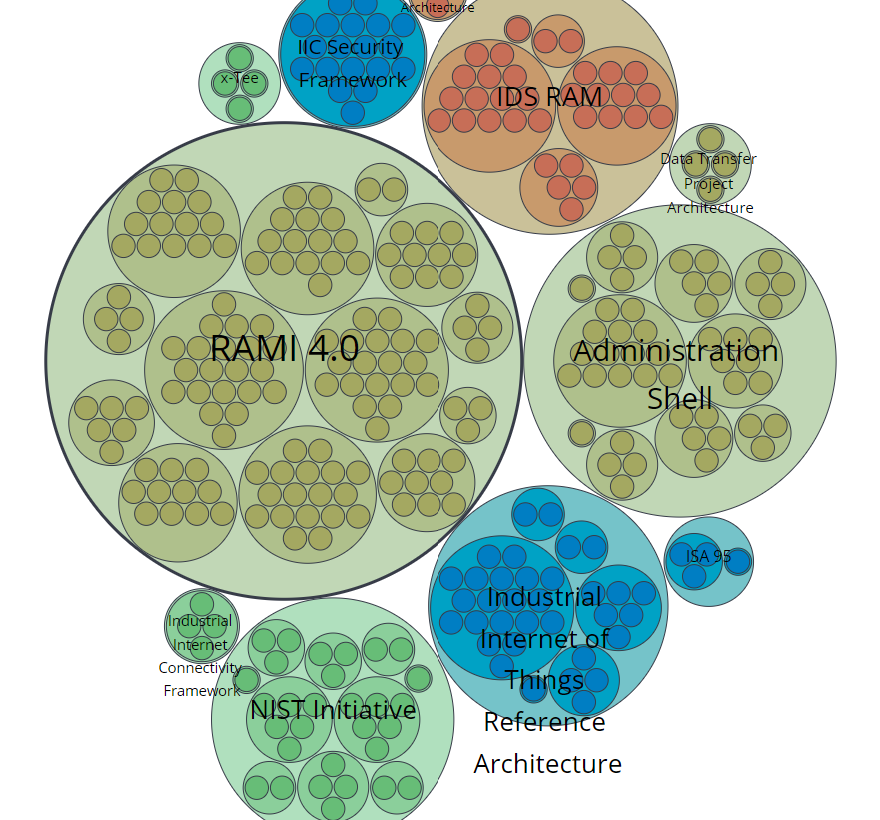 Architecture
IIC Security
Framework
x-Tee
IDS RAM
Data Transfer
Project
Architecture
RAMI 4.0
Administration
Shell
ISA 95
Industrial
Internet of
Things
Reference
Architecture
Industrial
Internet
Connectivity
Framework
NIST Initiative